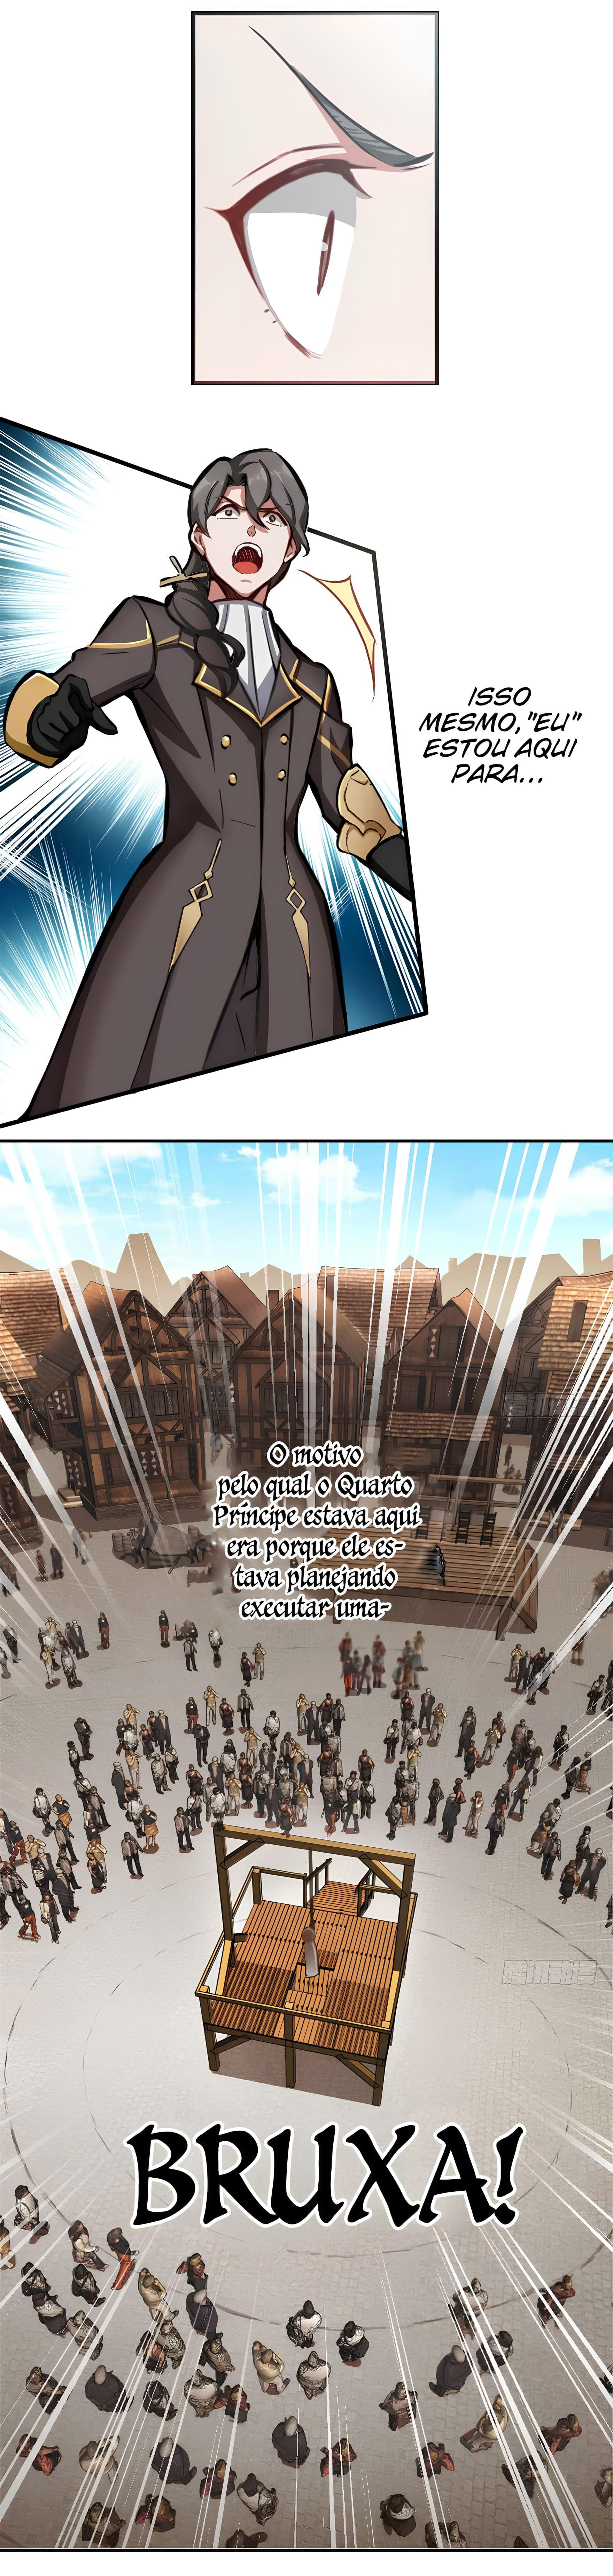 ISSO
MESMO, "EU"
ESTOU AQUI
PARA...
O motivo
pelo qual o Quarto
Príncipe estava aqui
era porque ele es-
tava planejando
executar uma-
BRUXA!